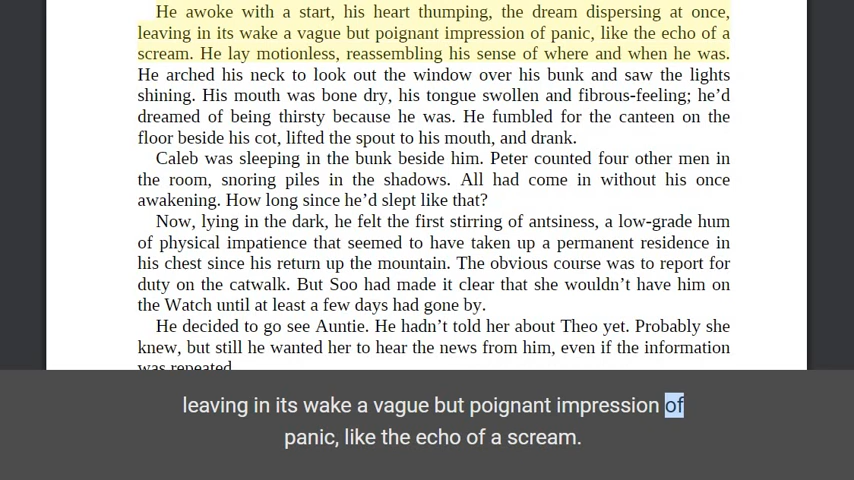 He awoke with a start, his heart thumping, the dream dispersing at once,
leaving in its wake a vague but poignant impression of panic, like the echo of a
scream. He lay motionless, reassembling his sense of where and when he was.
He arched his neck to look out the window over his bunk and saw the lights
shining. His mouth was bone dry, his tongue swollen and fibrous-feeling; he’d
dreamed of being thirsty because he was. He fumbled for the canteen on the
floor beside his cot, lifted the spout to his mouth, and drank.
Caleb was sleeping in the bunk beside him. Peter counted four other men in
the room, snoring piles in the shadows. All had come in without his once
awakening. How long since he’d slept like that?
Now, lying in the dark, he felt the first stirring of antsiness, a low-grade hum
of physical impatience that seemed to have taken up a permanent residence in
his chest since his return up the mountain. The obvious course was to report for
duty on the catwalk. But Soo had made it clear that she wouldn’t have him on
the Watch until at least a few days had gone by.
He decided to go see Auntie. He hadn’t told her about Theo yet. Probably she
knew, but still he wanted her to hear the news from him, even if the information
was repeated
leaving in its wake a vague but poignant impression of
panic, like the echo of a scream.